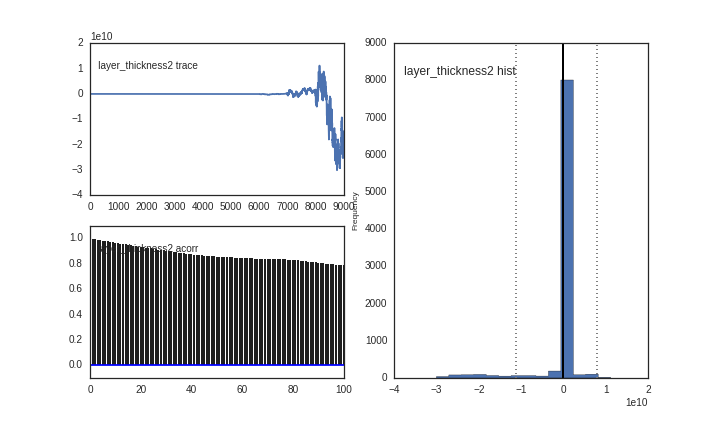 1e10
2
1
0
−1
−2
−3
−4
layer_thickness2 trace
0 1000 2000 3000 4000 5000 6000 7000 8000 9000
1.0
0.8
0.6
0.4
0.2
0.0
layer_thickness2 acorr
0 20 40 60 80 100
Frequency
9000
8000
7000
6000
5000
4000
3000
2000
1000
0
layer_thickness2 hist
−4 −3 −2 −1 0 1 2
1e10